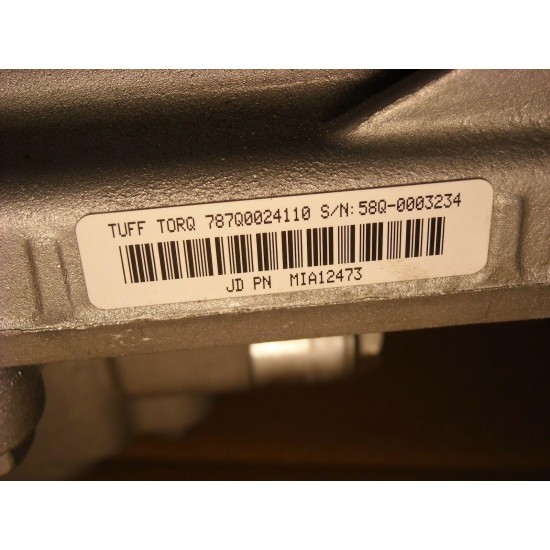 TUFF TORQ 787Q0024110 S/N:58Q-0003234
JD PN MIA12473